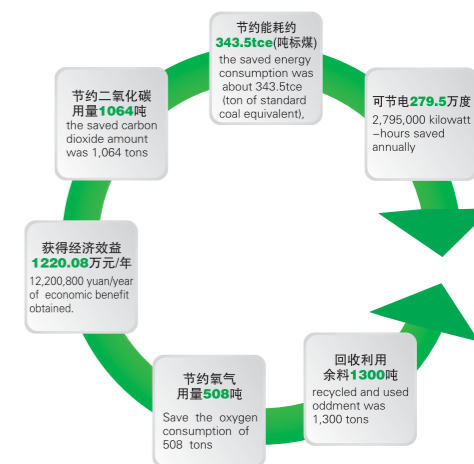 节约能耗约
343.5tce(吨标煤)
the saved energy
consumption was
about 343.5tce
(ton of standard
coal equivalent),
可节电279.5万度
2,795,000 kilowatt
–hours saved
annually
节约二氧化碳
用量1064吨
the saved carbon
dioxide amount
was 1,064 tons
获得经济效益
1220.08万元/年
12,200,800 yuan/year
of economic benefit
obtained.
节约氧气
用量508吨
Save the oxygen
consumption of
508 tons
回收利用
余料1300吨
recycled and used
oddment was
1,300 tons